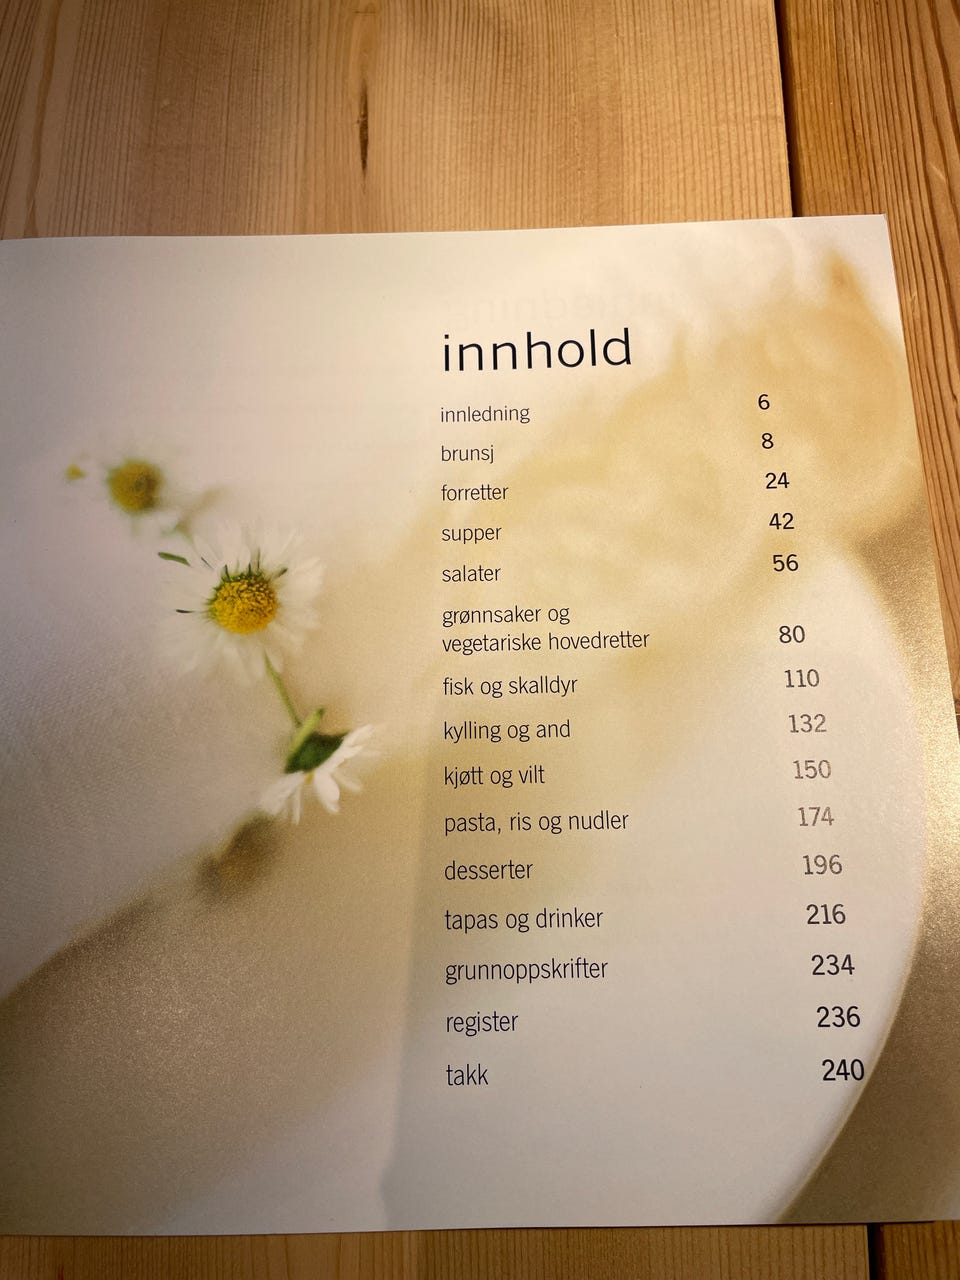 innhold
innledning 6
brunsj 8
forretter 24
supper 42
salater 56
grønnsaker og
vegetariske hovedretter 80
fisk og skalldyr 110
kylling og and 132
kjøtt og vilt 150
pasta, ris og nudler 174
desserter 196
tapas og drinker 216
grunnoppskrifter 234
register 236
takk 240